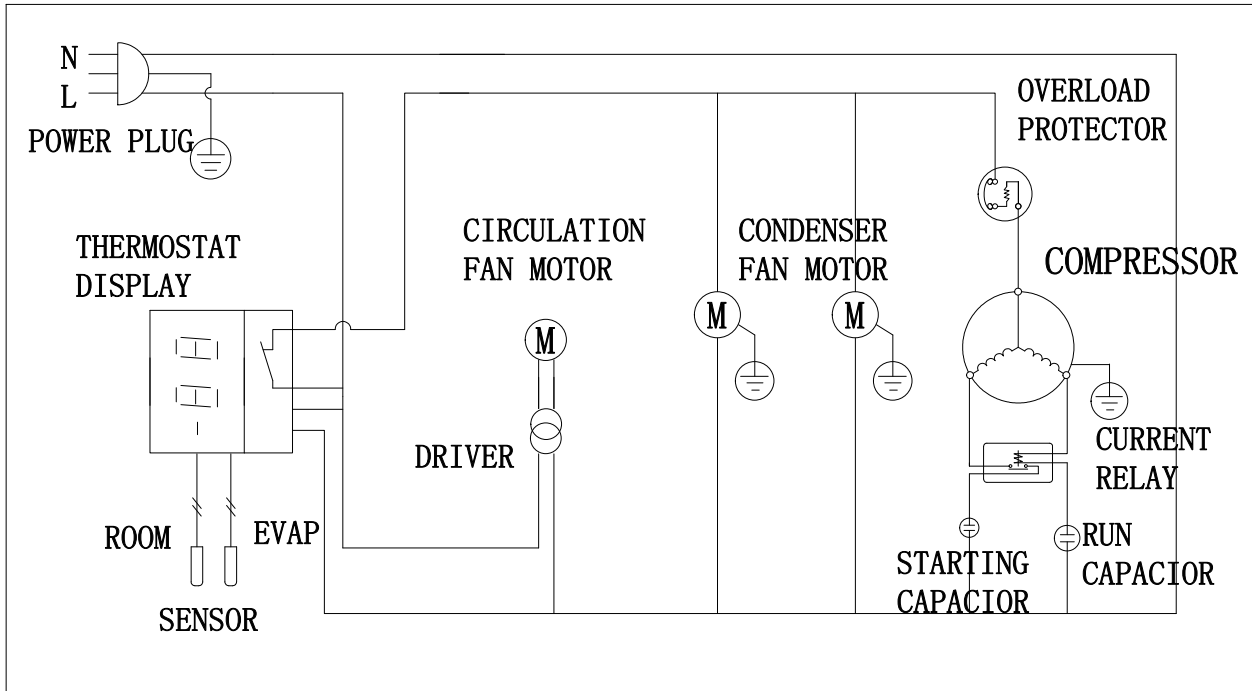 N
L
POWER PLUG
OVERLOAD
PROTECTOR
THERMOSTAT
DISPLAY
CIRCULATION
FAN MOTOR
CONDENSER
FAN MOTOR
COMPRESSOR
M
M
M
DRIVER
CURRENT
RELAY
ROOM
EVAP
SENSOR
STARTING
CAPACIOR
RUN
CAPACIOR